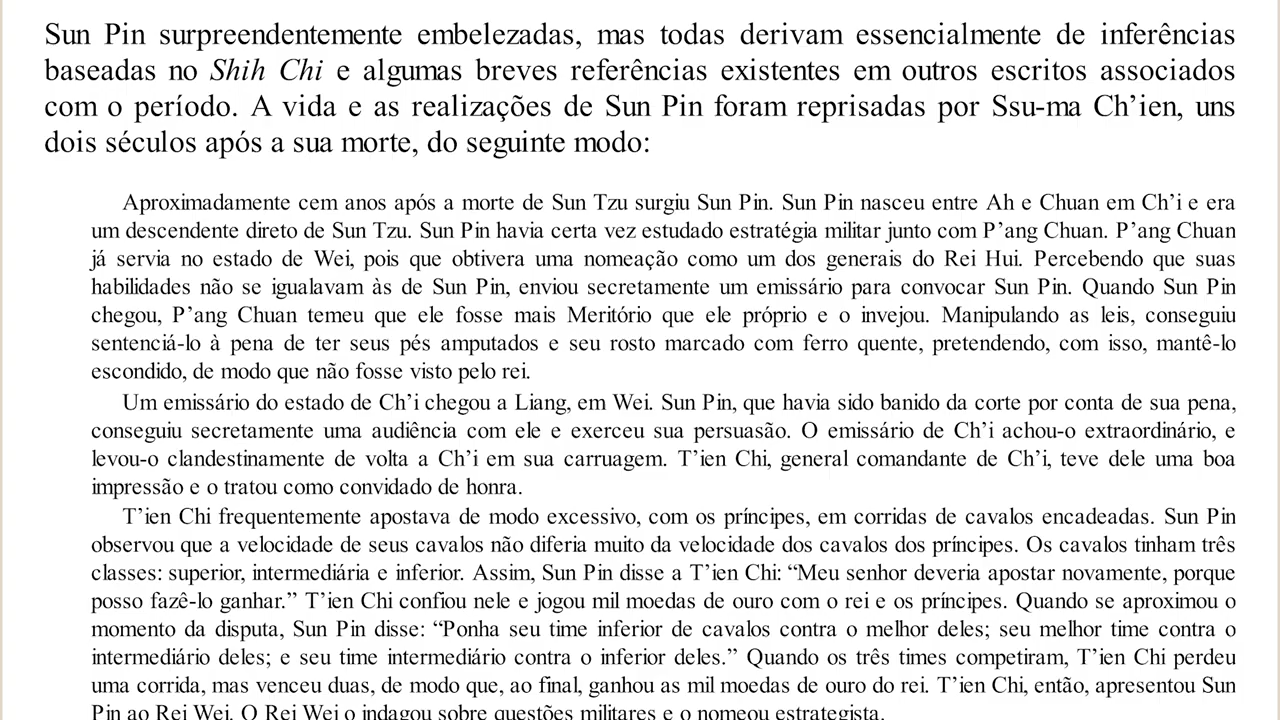 Sun Pin surpreendentemente embelezadas, mas todas derivam essencialmente de inferências
baseadas no Shih Chi e algumas breves referências existentes em outros escritos associados
com o período. A vida e as realizações de Sun Pin foram reprisadas por Ssu-ma Ch’ien, uns
dois séculos após a sua morte, do seguinte modo:
Aproximadamente cem anos após a morte de Sun Tzu surgiu Sun Pin. Sun Pin nasceu entre Ah e Chuan em Ch’i e era
um descendente direto de Sun Tzu. Sun Pin havia certa vez estudado estratégia militar junto com P’ang Chuan. P’ang Chuan
já servia no estado de Wei, pois que obtivera uma nomeação como um dos generais do Rei Hui. Percebendo que suas
habilidades não se igualavam às de Sun Pin, enviou secretamente um emissário para convocar Sun Pin. Quando Sun Pin
chegou, P’ang Chuan temeu que ele fosse mais Meritório que ele próprio e o invejou. Manipulando as leis, conseguiu
sentenciá-lo à pena de ter seus pés amputados e seu rosto marcado com ferro quente, pretendendo, com isso, mantê-lo
escondido, de modo que não fosse visto pelo rei.
Um emissário do estado de Ch’i chegou a Liang, em Wei. Sun Pin, que havia sido banido da corte por conta de sua pena,
conseguiu secretamente uma audiência com ele e exerceu sua persuasão. O emissário de Ch’i achou-o extraordinário, e
levou-o clandestinamente de volta a Ch’i em sua carruagem. T’ien Chi, general comandante de Ch’i, teve dele uma boa
impressão e o tratou como convidado de honra.
T’ien Chi frequentemente apostava de modo excessivo, com os príncipes, em corridas de cavalos encadeadas. Sun Pin
observou que a velocidade de seus cavalos não diferia muito da velocidade dos cavalos dos príncipes. Os cavalos tinham três
classes: superior, intermediária e inferior. Assim, Sun Pin disse a T’ien Chi: “Meu senhor deveria apostar novamente, porque
posso fazê-lo ganhar.” T’ien Chi confiou nele e jogou mil moedas de ouro com o rei e os príncipes. Quando se aproximou o
momento da disputa, Sun Pin disse: “Ponha seu time inferior de cavalos contra o melhor deles; seu melhor time contra o
intermediário deles; e seu time intermediário contra o inferior deles.” Quando os três times competiram, T’ien Chi perdeu
uma corrida, mas venceu duas, de modo que, ao final, ganhou as mil moedas de ouro do rei. T’ien Chi, então, apresentou Sun
Pin ao Rei Wei. O Rei Wei o indagou sobre questões militares e o nomeou estrategista.